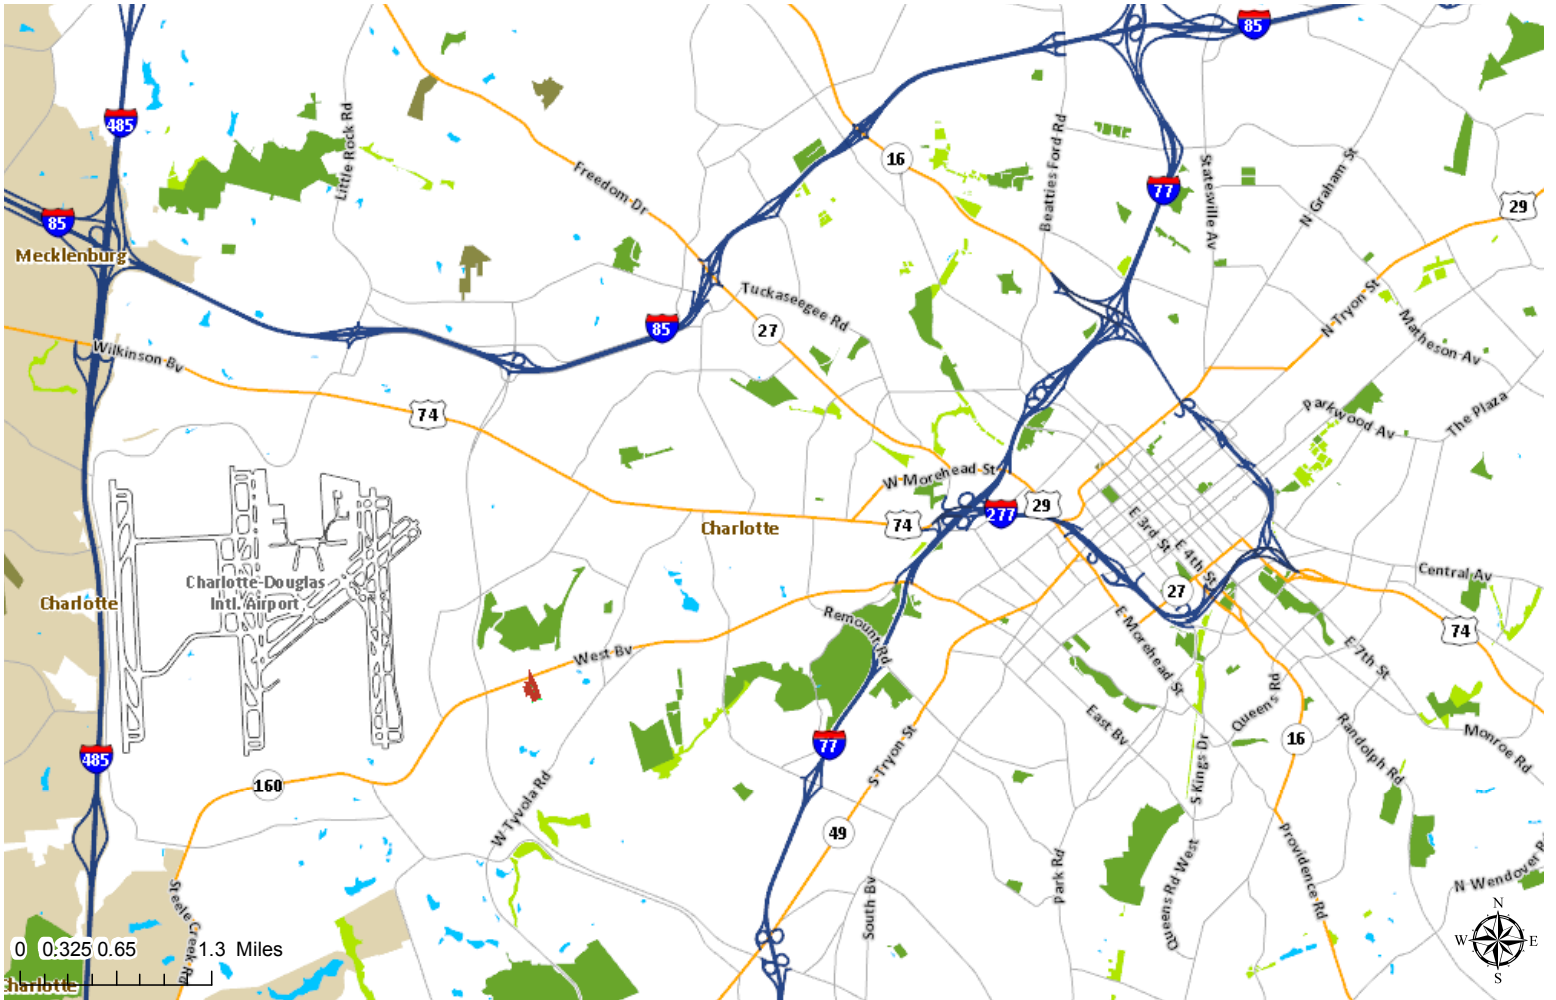 85
485
Little Rock Rd
16
Freedom Dr
Beatties Ford Rd
77
Statesville Av
N Graham St
29
85
Mecklenburg
Tuckaseegee Rd
27
85
N Tryon St
Matheson Av
Wilkinson Bv
74
Parkwood Av
The Plaza
W Morehead St
74
277
29
Charlotte
E 3rd St
E 4th St
27
Central Av
Charlotte-Douglas
Intl. Airport
Charlotte
Remount Rd
E Morehead St
74
E 7th St
West Bv
Queens Rd
East Bv
16
Randolph Rd
Monroe Rd
77
S Tryon St
S Kings Dr
485
160
W Tyvola Rd
49
Park Rd
South Bv
Queens Rd West
Providence Rd
N Wendover Rd
Steele Creek Rd
0 0.325 0.65 1.3 Miles
Charlotte
N
W E
S